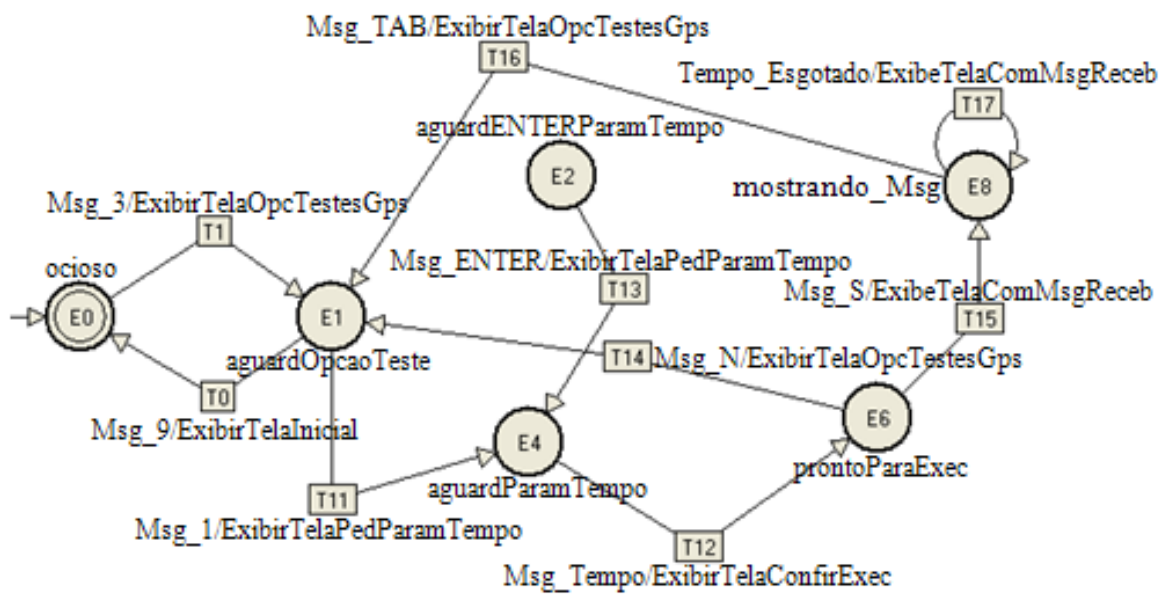 Msg_TAB/ExibirTelaOpcTestesGps
T16
Tempo_Esgotado/ExibeTelaComMsgReceb
T17
aguardENTERParamTempo
E2
mostrando_Msg
E8
Msg_3/ExibirTelaOpcTestesGps
T1
ocioso
E0
Msg_ENTER/ExibirTelaPedParamTempo
T13
Msg_S/ExibeTelaComMsgReceb
T15
E1
aguardOpcaoTeste
T14
Msg_N/ExibirTelaOpcTestesGps
T0
Msg_9/ExibirTelaInicial
E6
prontoParaExec
E4
aguardParamTempo
T11
Msg_1/ExibirTelaPedParamTempo
T12
Msg_Tempo/ExibirTelaConfirExec